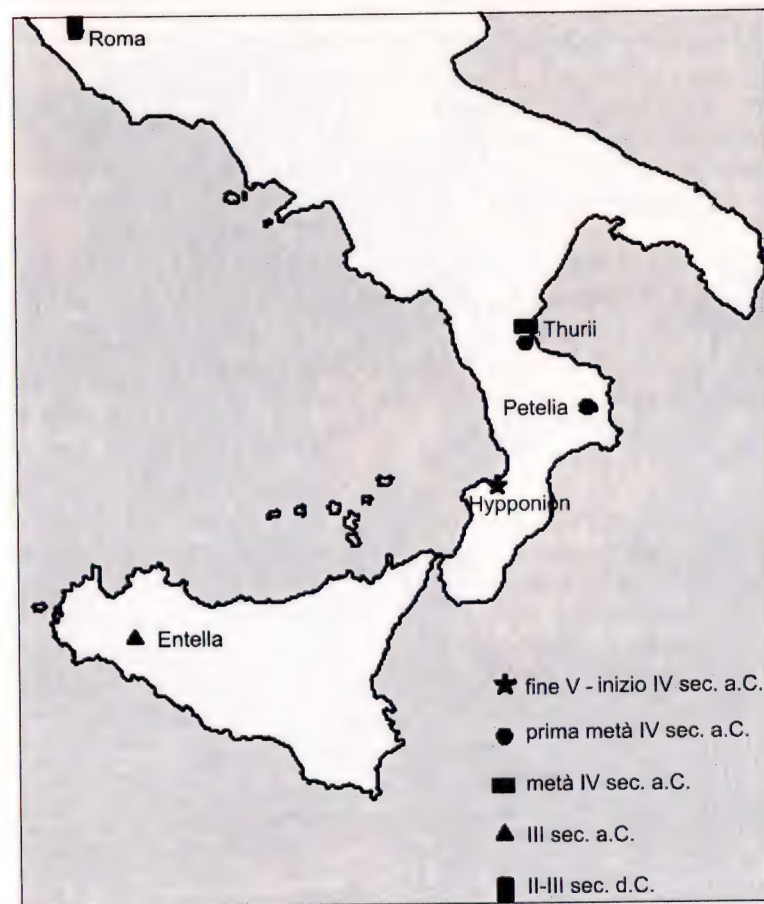 Roma
Thurii
Petelia
Hypponion
Entella
fine V - inizio IV sec. a.C.
prima metà IV sec. a.C.
metà IV sec. a.C.
III sec. a.C.
II-III sec. d.C.